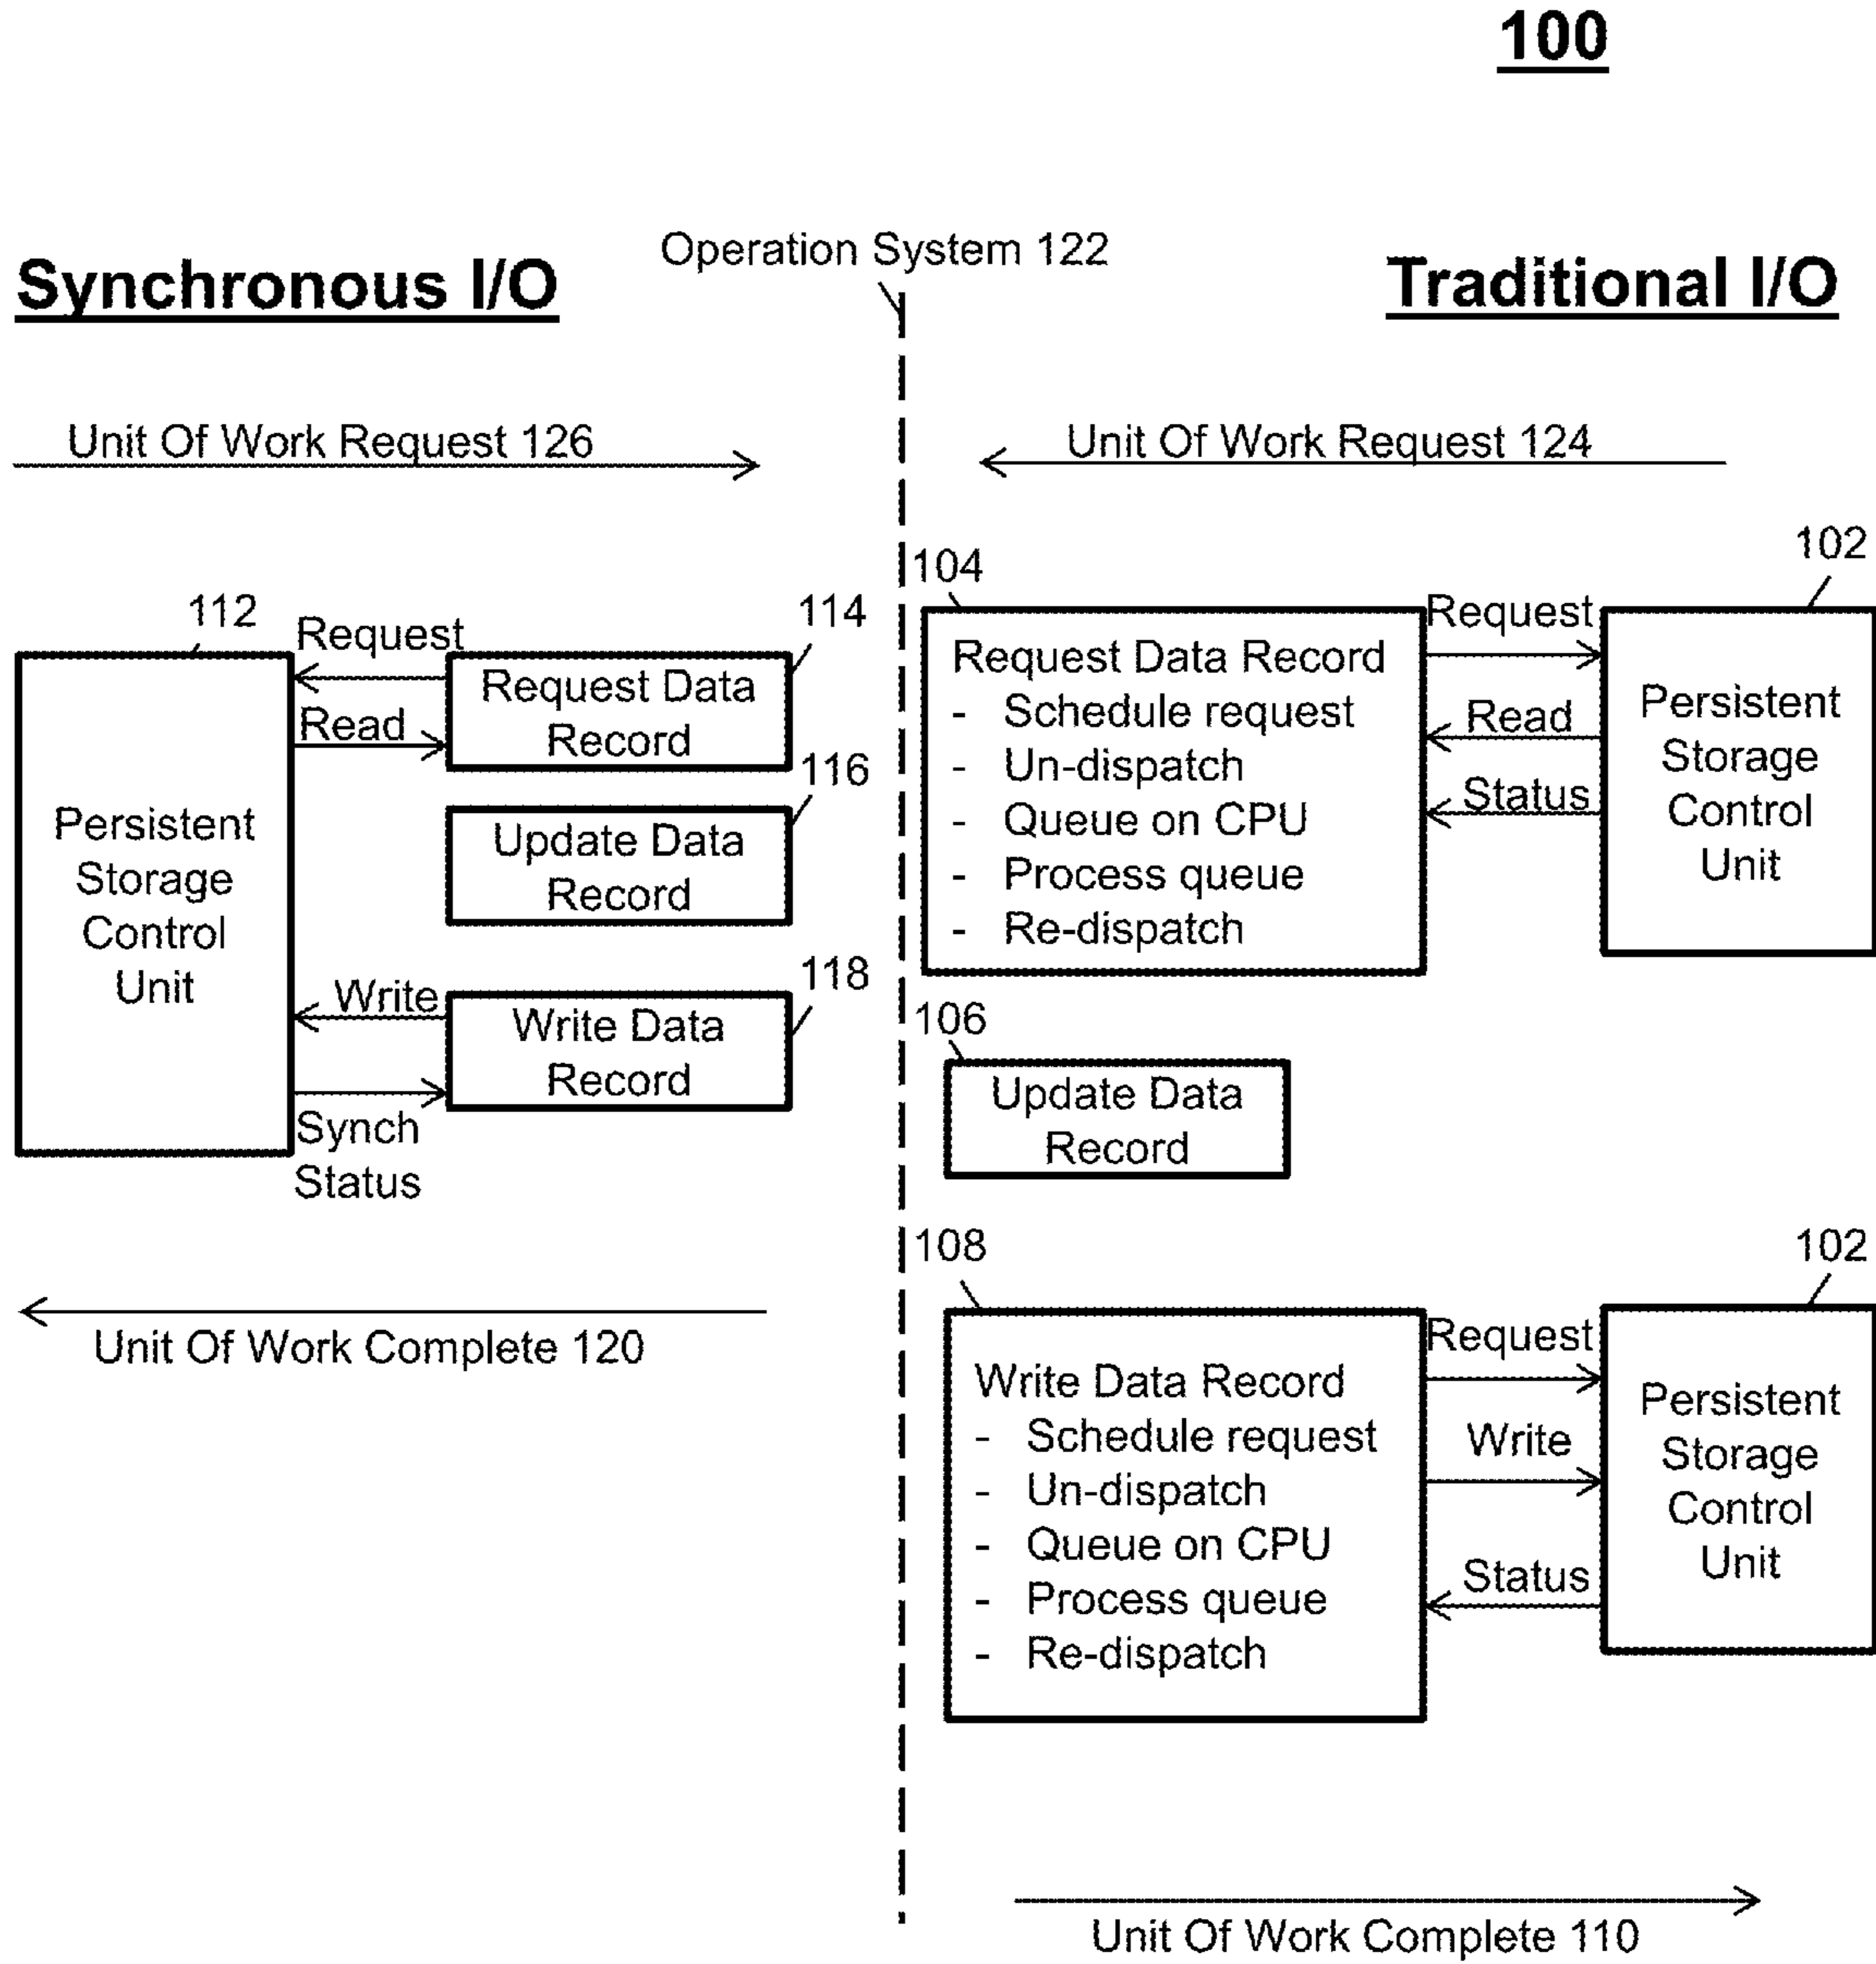 100
Operation System 122
Synchronous I/O
Traditional I/O
Unit Of Work Request 126
Unit Of Work Request 124
112
Request
114
Request Data
Record
Read
116
Persistent
Storage
Control
Unit
Update Data
Record
118
Write
Write Data
Record
Synch
Status
Unit Of Work Complete 120
104
102
Request
Request Data Record
- Schedule request
- Un-dispatch
- Queue on CPU
- Process queue
- Re-dispatch
Read
Status
Persistent
Storage
Control
Unit
106
Update Data
Record
108
102
Request
Write Data Record
- Schedule request
- Un-dispatch
- Queue on CPU
- Process queue
- Re-dispatch
Write
Status
Persistent
Storage
Control
Unit
Unit Of Work Complete 110